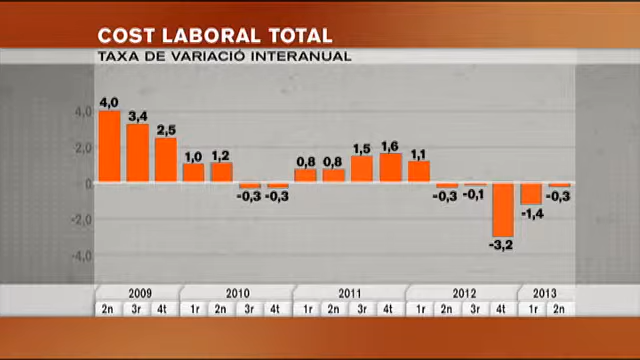 COST LABORAL TOTAL
TAXA DE VARIACIÓ INTERANUAL
4,0
2,0
0
-2,0
-4,0
4,0 3,4 2,5 1,0 1,2 -0,3 -0,3 0,8 0,8 1,5 1,6 1,1 -0,3 -0,1 -3,2 -1,4 -0,3
2009 2010 2011 2012 2013
2n 3r 4t 1r 2n 3r 4t 1r 2n 3r 4t 1r 2n 3r 4t 1r 2n